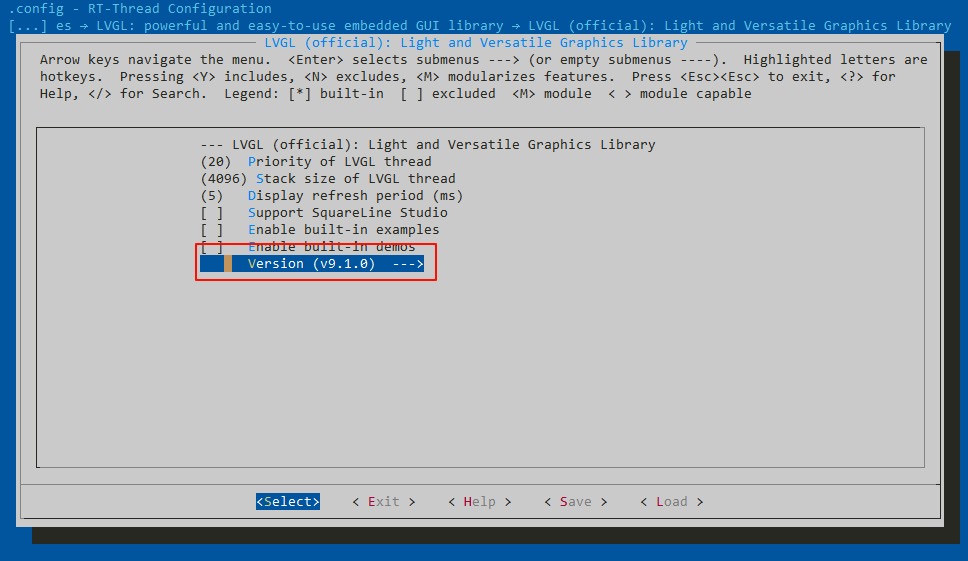 .config - RT-Thread Configuration
[...] es → LVGL: powerful and easy-to-use embedded GUI library → LVGL (official): Light and Versatile Graphics Library
LVGL (official): Light and Versatile Graphics Library
Arrow keys navigate the menu.  <Enter> selects submenus ---> (or empty submenus ----).  Highlighted letters are
hotkeys.  Pressing <Y> includes, <N> excludes, <M> modularizes features.  Press <Esc><Esc> to exit, <?> for
Help, </> for Search.  Legend: [*] built-in  [ ] excluded  <M> module  < > module capable
--- LVGL (official): Light and Versatile Graphics Library
(20)  Priority of LVGL thread
(4096) Stack size of LVGL thread
(5)   Display refresh period (ms)
[ ]   Support SquareLine Studio
[ ]   Enable built-in examples
[ ]   Enable built-in demos
Version (v9.1.0)  --->
<Select>    < Exit >    < Help >    < Save >    < Load >